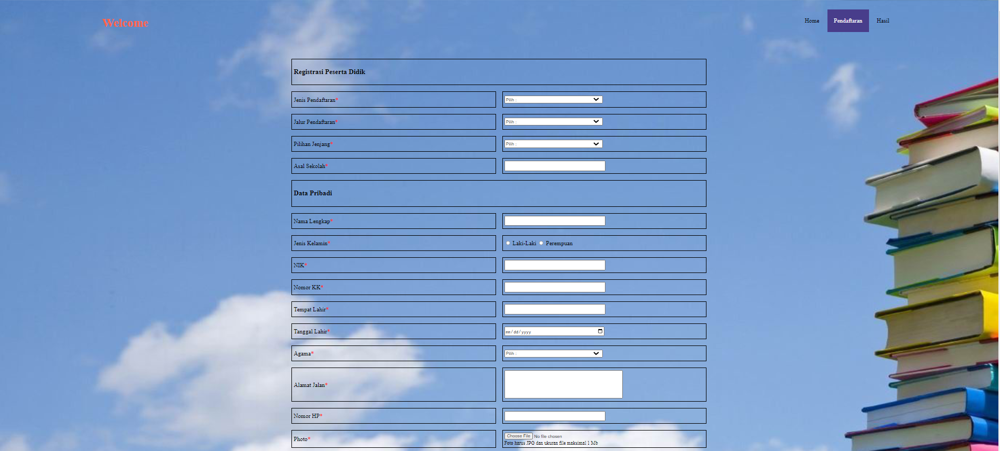 Welcome
Home Pendaftaran Hasil
Registrasi Peserta Didik
Jenis Pendaftaran* Pilih :
Jalur Pendaftaran* Pilih :
Pilihan Jenjang* Pilih :
Asal Sekolah*
Data Pribadi
Nama Lengkap*
Jenis Kelamin* Laki-Laki Perempuan
NIK*
Nomor KK*
Tempat Lahir*
Tanggal Lahir* mm/dd/yyyy
Agama* Pilih :
Alamat Jalan*
Nomor HP*
Photo* Choose File No file chosen
Foto harus JPG dan ukuran file maksimal 1 Mb